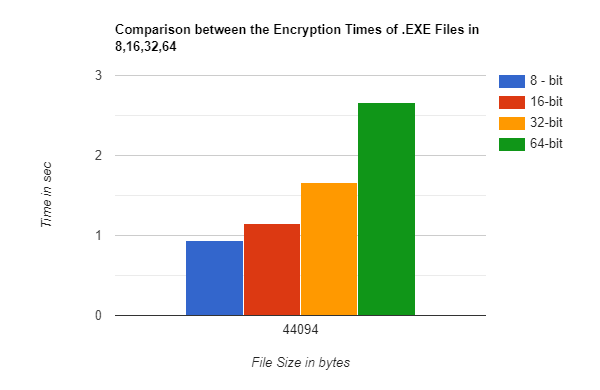 Comparison between the Encryption Times of .EXE Files in
8,16,32,64
3
2
1
0
Time in sec
44094
File Size in bytes
8 - bit
16-bit
32-bit
64-bit